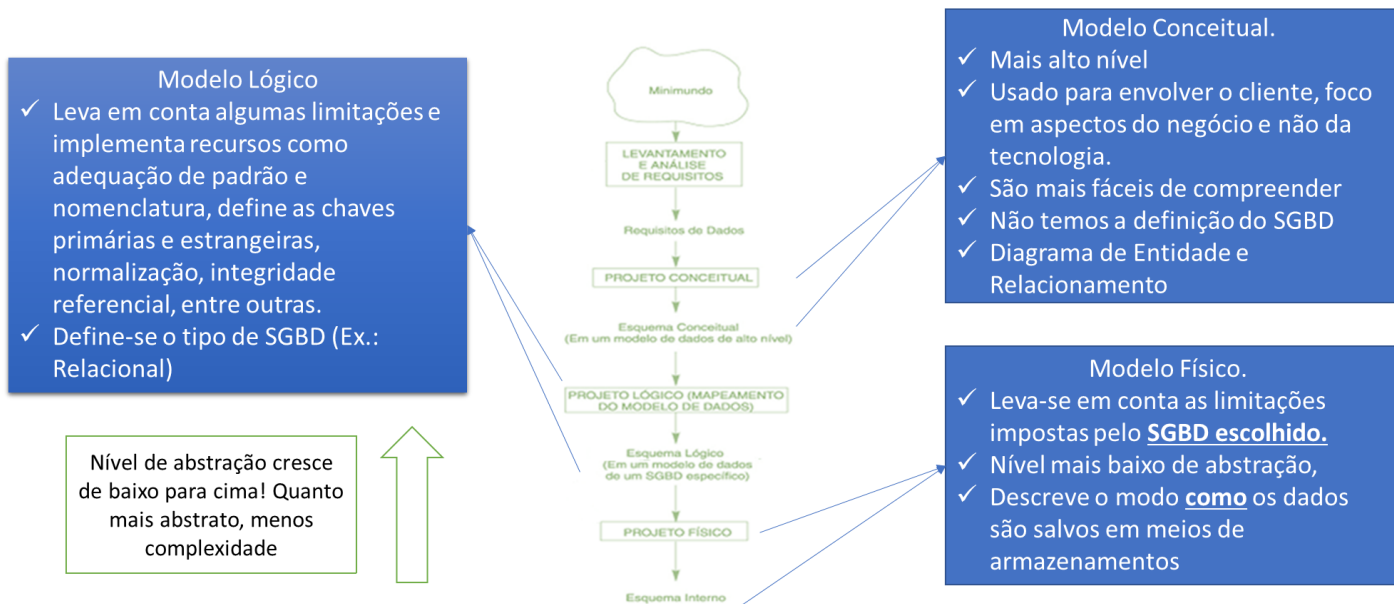 Modelo Lógico
✓ Leva em conta algumas limitações e
implementa recursos como
adequação de padrão e
nomenclatura, define as chaves
primárias e estrangeiras,
normalização, integridade
referencial, entre outras.
✓ Define-se o tipo de SGBD (Ex.:
Relacional)
Nível de abstração cresce
de baixo para cima! Quanto
mais abstrato, menos
complexidade
Minimundo
LEVANTAMENTO
E ANÁLISE
DE REQUISITOS
Requisitos de Dados
PROJETO CONCEITUAL
Esquema Conceitual
(Em um modelo de dados de alto nível)
PROJETO LÓGICO (MAPEAMENTO
DO MODELO DE DADOS)
Esquema Lógico
(Em um modelo de dados
de um SGBD específico)
PROJETO FÍSICO
Esquema Interno
Modelo Conceitual.
✓ Mais alto nível
✓ Usado para envolver o cliente, foco
em aspectos do negócio e não da
tecnologia.
✓ São mais fáceis de compreender
✓ Não temos a definição do SGBD
✓ Diagrama de Entidade e
Relacionamento
Modelo Físico.
✓ Leva-se em conta as limitações
impostas pelo SGBD escolhido.
✓ Nível mais baixo de abstração,
✓ Descreve o modo como os dados
são salvos em meios de
armazenamentos